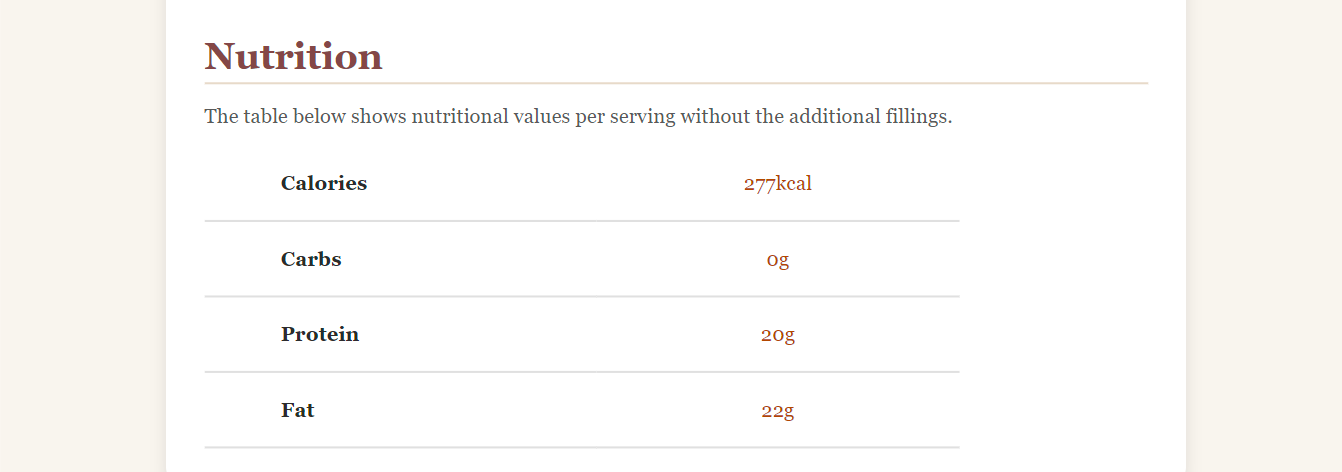 Nutrition
The table below shows nutritional values per serving without the additional fillings.
Calories 277kcal
Carbs 0g
Protein 20g
Fat 22g